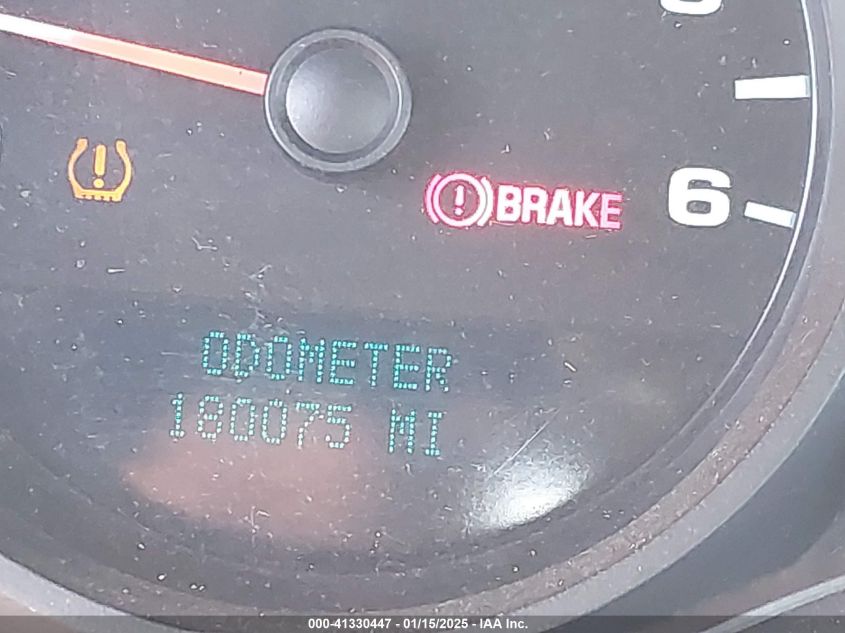 BRAKE
6
ODOMETER
180075 MI
000-41330447 - 01/15/2025 - IAA Inc.